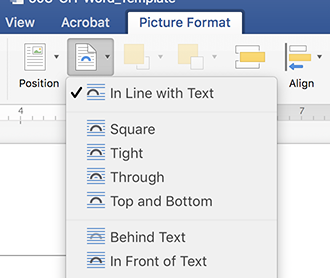 Word_Template
View Acrobat Picture Format
Position Align
4 7
In Line with Text
Square
Tight
Through
Top and Bottom
Behind Text
In Front of Text